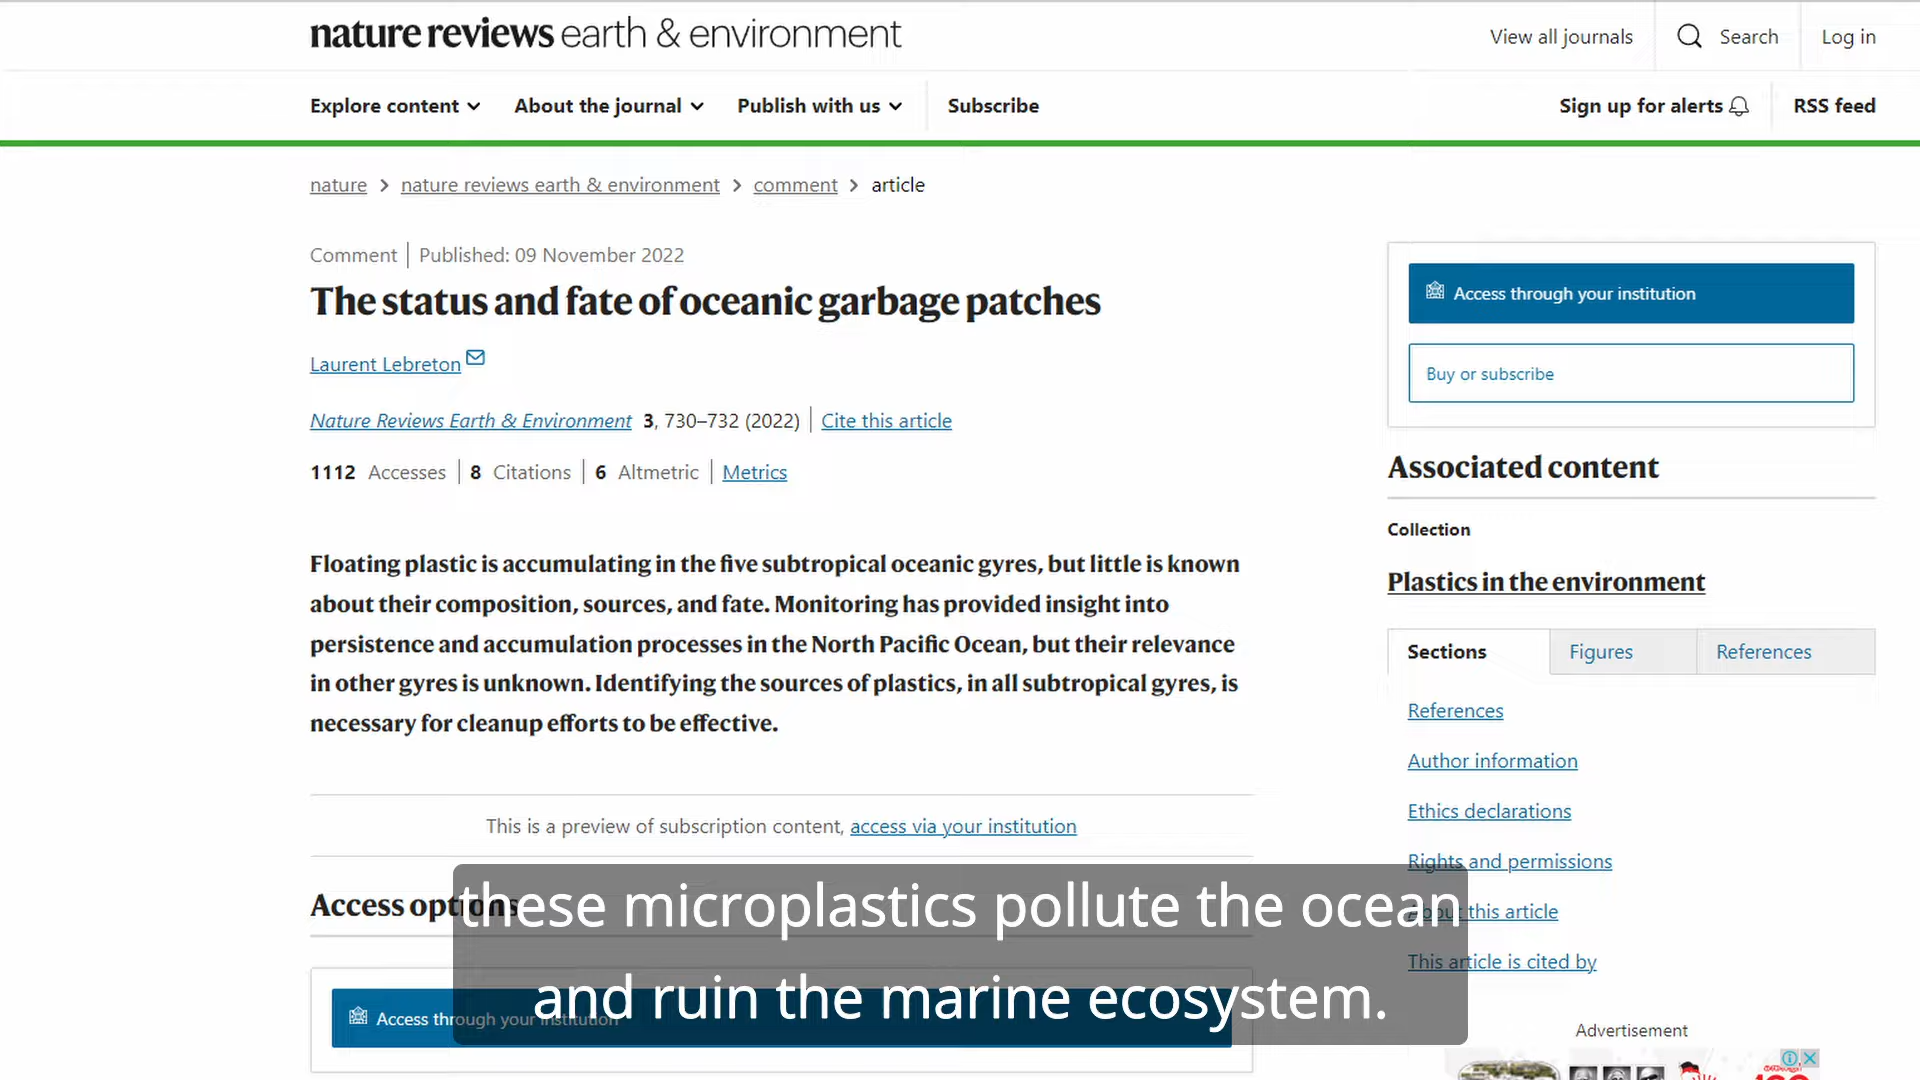 nature reviews earth & environment
View all journals
Search
Log in
Explore content
About the journal
Publish with us
Subscribe
Sign up for alerts
RSS feed
nature > nature reviews earth & environment > comment > article
Comment | Published: 09 November 2022
The status and fate of oceanic garbage patches
Laurent Lebreton
Nature Reviews Earth & Environment 3, 730–732 (2022) | Cite this article
1112 Accesses | 8 Citations | 6 Altmetric | Metrics
Floating plastic is accumulating in the five subtropical oceanic gyres, but little is known
about their composition, sources, and fate. Monitoring has provided insight into
persistence and accumulation processes in the North Pacific Ocean, but their relevance
in other gyres is unknown. Identifying the sources of plastics, in all subtropical gyres, is
necessary for cleanup efforts to be effective.
This is a preview of subscription content, access via your institution
Access options
Access through your institution
Access through your institution
Buy or subscribe
Associated content
Collection
Plastics in the environment
Sections
Figures
References
References
Author information
Ethics declarations
Rights and permissions
About this article
This article is cited by
Advertisement
these microplastics pollute the ocean
and ruin the marine ecosystem.